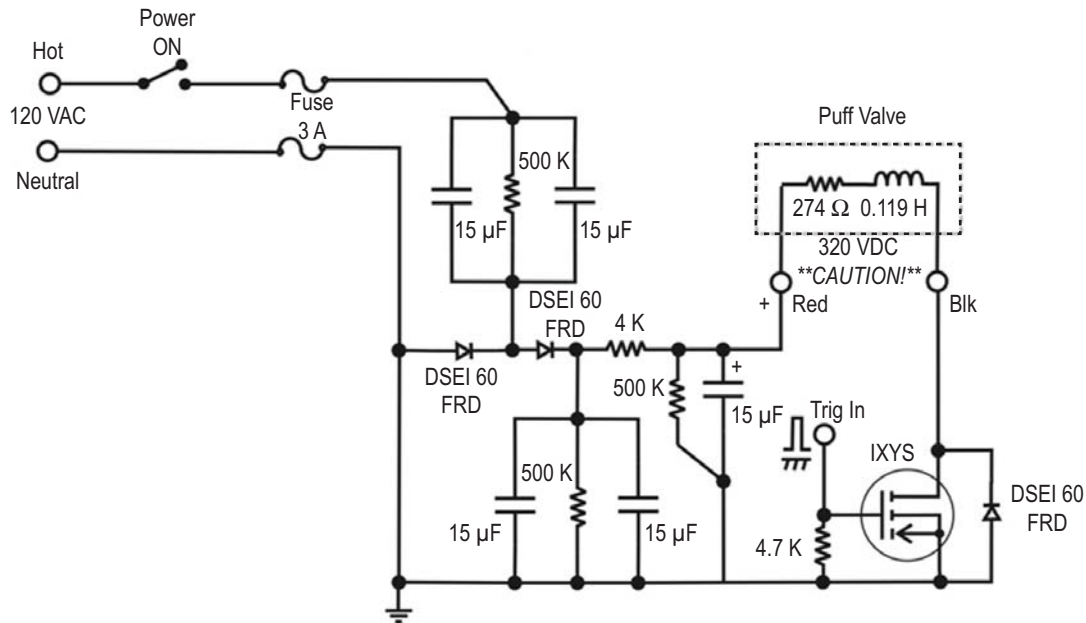 Power
ON
Hot
120 VAC
Neutral
Fuse
3 A
500 K
15 µF
15 µF
Puff Valve
274 Ω 0.119 H
320 VDC
**CAUTION!**
+ Red
Blk
DSEI 60
FRD
4 K
DSEI 60
FRD
500 K
+
15 µF
Trig In
IXYS
DSEI 60
FRD
500 K
15 µF
15 µF
4.7 K